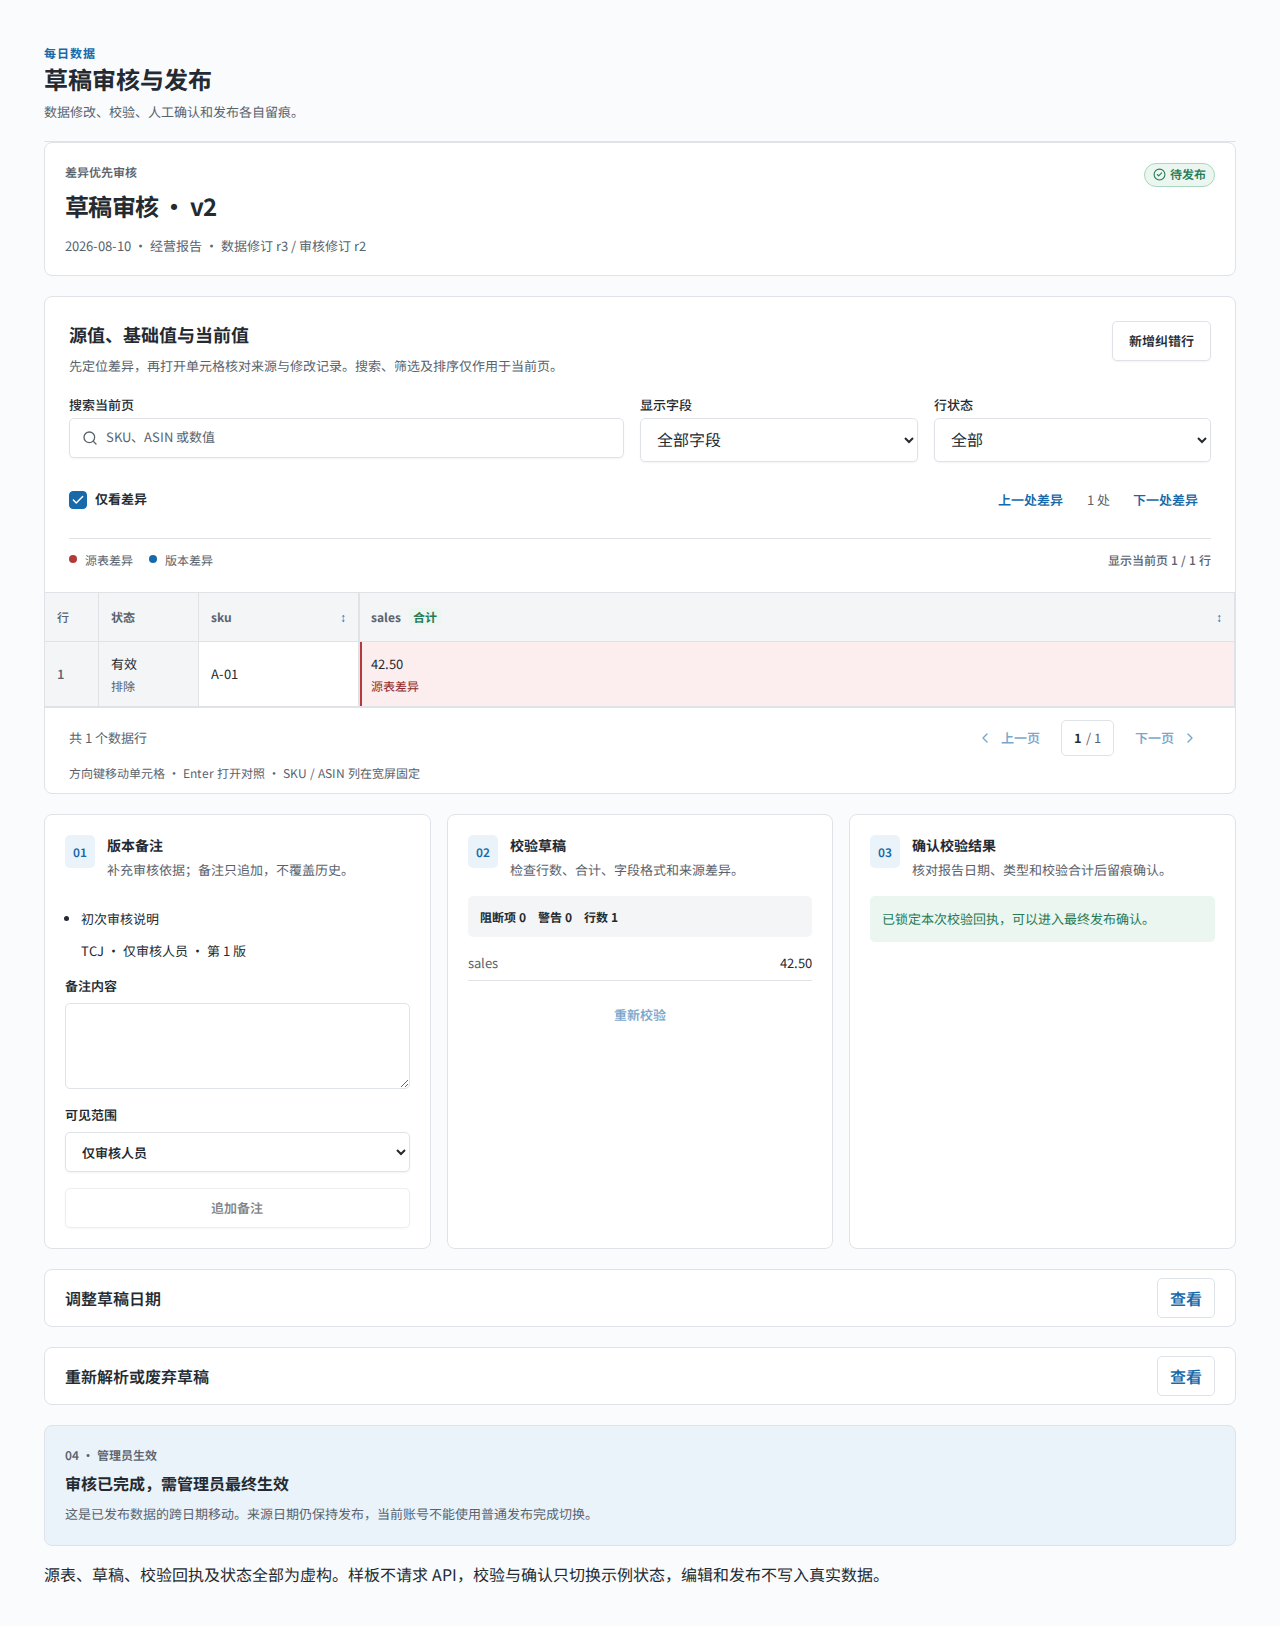 每日数据
草稿审核与发布
数据修改、校验、人工确认和发布各自留痕。
差异优先审核
待发布
草稿审核 · v2
2026-08-10 · 经营报告 · 数据修订 r3 / 审核修订 r2
源值、基础值与当前值
新增纠错行
先定位差异，再打开单元格核对来源与修改记录。搜索、筛选及排序仅作用于当前页。
搜索当前页
显示字段
行状态
SKU、ASIN 或数值
全部字段
全部
仅看差异
上一处差异
1 处
下一处差异
源表差异
版本差异
显示当前页 1 / 1 行
行
状态
sku
↕
sales 合计
↕
1
有效
排除
A-01
42.50
源表差异
共 1 个数据行
上一页
1 / 1
下一页
方向键移动单元格 · Enter 打开对照 · SKU / ASIN 列在宽屏固定
01
版本备注
补充审核依据；备注只追加，不覆盖历史。
初次审核说明
TCJ · 仅审核人员 · 第 1 版
备注内容
可见范围
仅审核人员
追加备注
02
校验草稿
检查行数、合计、字段格式和来源差异。
阻断项 0 警告 0 行数 1
sales
42.50
重新校验
03
确认校验结果
核对报告日期、类型和校验合计后留痕确认。
已锁定本次校验回执，可以进入最终发布确认。
调整草稿日期
查看
重新解析或废弃草稿
查看
04 · 管理员生效
审核已完成，需管理员最终生效
这是已发布数据的跨日期移动。来源日期仍保持发布，当前账号不能使用普通发布完成切换。
源表、草稿、校验回执及状态全部为虚构。样板不请求 API，校验与确认只切换示例状态，编辑和发布不写入真实数据。